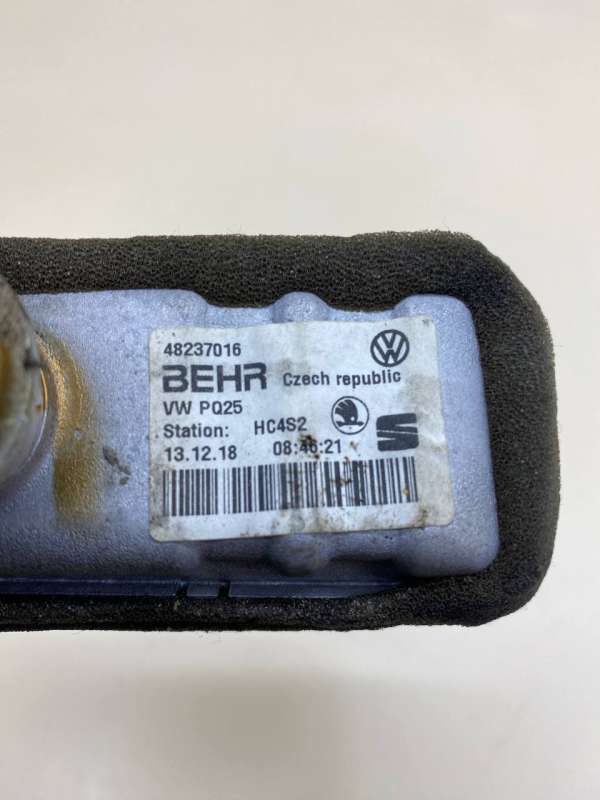 48237016
BEHR Czech republic
VW PQ25
Station: HC4S2
13.12.18 08:46:21